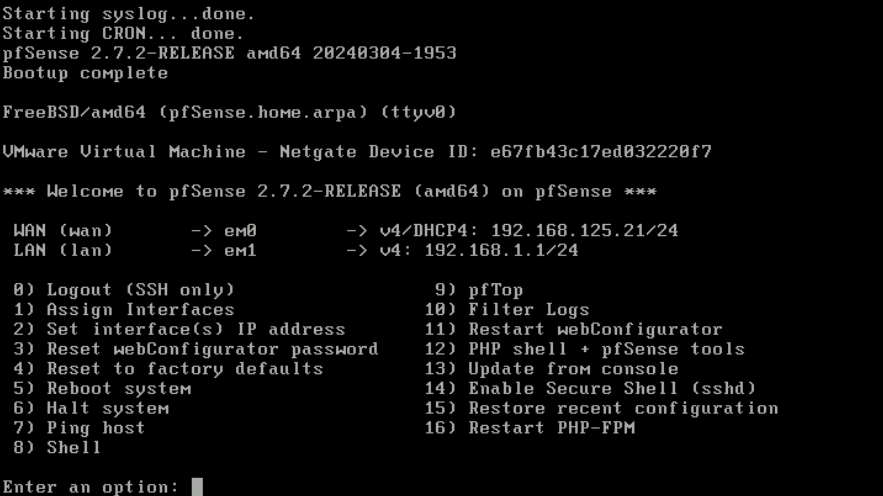 Starting syslog...done.
Starting CRON... done.
pfSense 2.7.2-RELEASE amd64 20240304-1953
Bootup complete
FreeBSD/amd64 (pfSense.home.arpa) (ttyv0)
VMware Virtual Machine - Netgate Device ID: e67fb43c17ed032220f7
*** Welcome to pfSense 2.7.2-RELEASE (amd64) on pfSense ***
WAN (wan) -> em0 -> v4/DHCP4: 192.168.125.21/24
LAN (lan) -> em1 -> v4: 192.168.1.1/24
0) Logout (SSH only) 9) pfTop
1) Assign Interfaces 10) Filter Logs
2) Set interface(s) IP address 11) Restart webConfigurator
3) Reset webConfigurator password 12) PHP shell + pfSense tools
4) Reset to factory defaults 13) Update from console
5) Reboot system 14) Enable Secure Shell (sshd)
6) Halt system 15) Restore recent configuration
7) Ping host 16) Restart PHP-FPM
8) Shell
Enter an option: